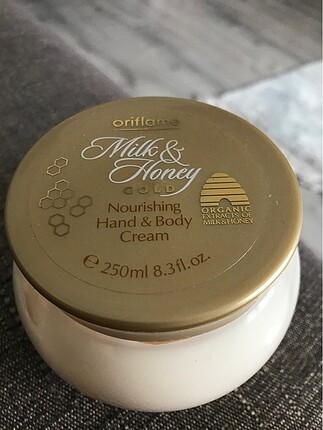 oriflame
Milk &
Honey
GOLD
Nourishing
Hand & Body
Cream
ORGANIC
EXTRACTS OF
MILK & HONEY
℮ 250ml 8.3fl.oz.